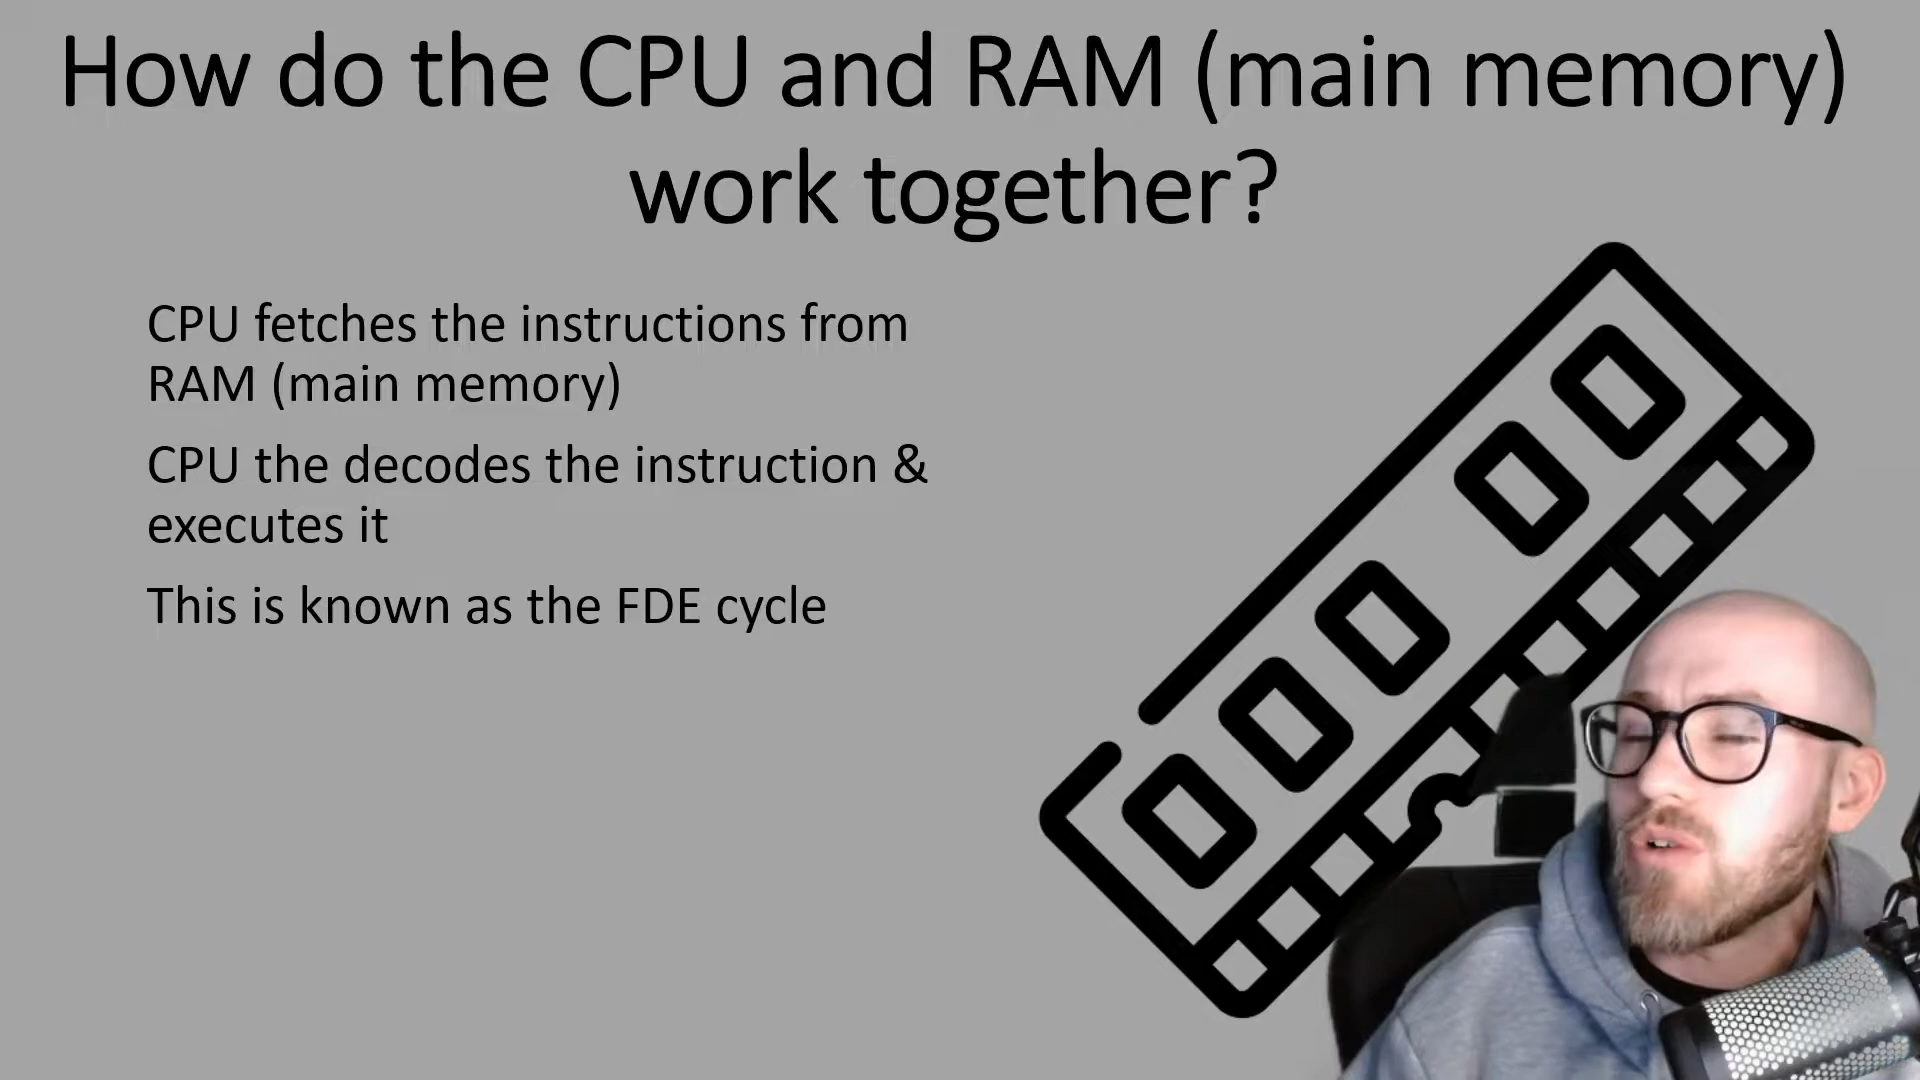 How do the CPU and RAM (main memory)
work together?
CPU fetches the instructions from
RAM (main memory)
CPU the decodes the instruction &
executes it
This is known as the FDE cycle